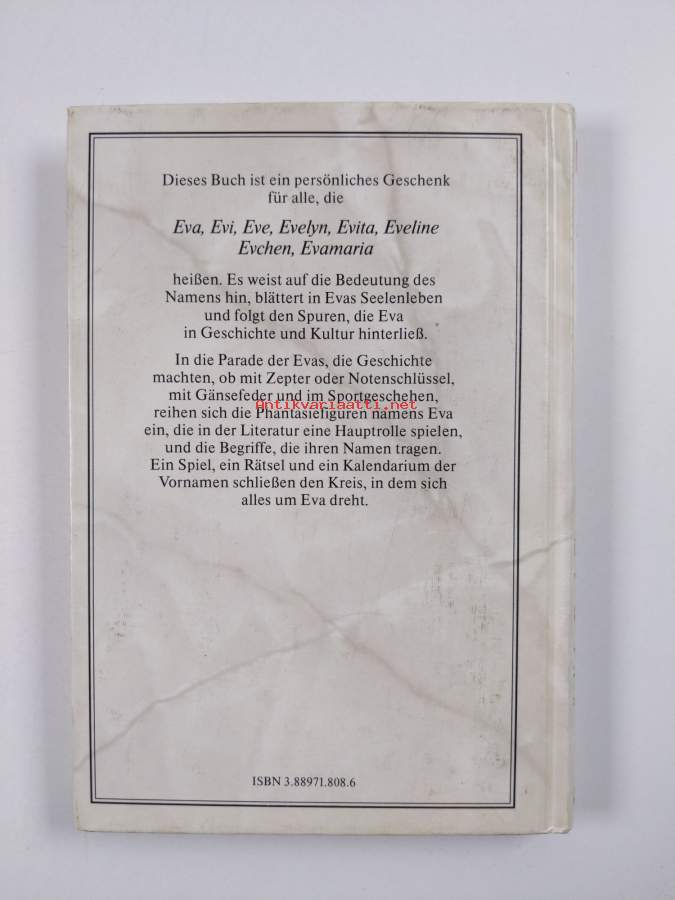 Dieses Buch ist ein persönliches Geschenk
für alle, die
Eva, Evi, Eve, Evelyn, Evita, Eveline
Evchen, Evamaria
heißen. Es weist auf die Bedeutung des
Namens hin, blättert in Evas Seelenleben
und folgt den Spuren, die Eva
in Geschichte und Kultur hinterließ.
In die Parade der Evas, die Geschichte
machten, ob mit Zepter oder Notenschlüssel,
mit Gänsefeder und im Sportgeschehen,
Antikvariaatti.net
reihen sich die Phantasiefiguren namens Eva
ein, die in der Literatur eine Hauptrolle spielen,
und die Begriffe, die ihren Namen tragen.
Ein Spiel, ein Rätsel und ein Kalendarium der
Vornamen schließen den Kreis, in dem sich
alles um Eva dreht.
ISBN 3.88971.808.6